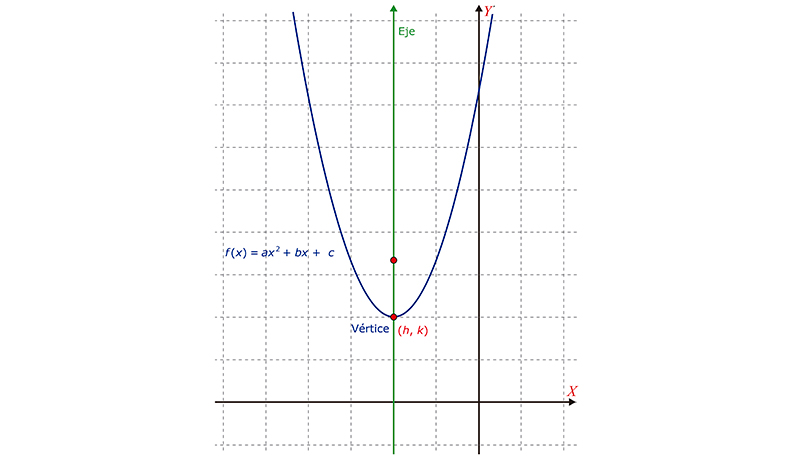 Y
Eje
f(x) = ax² + bx + c
Vértice (h, k)
X